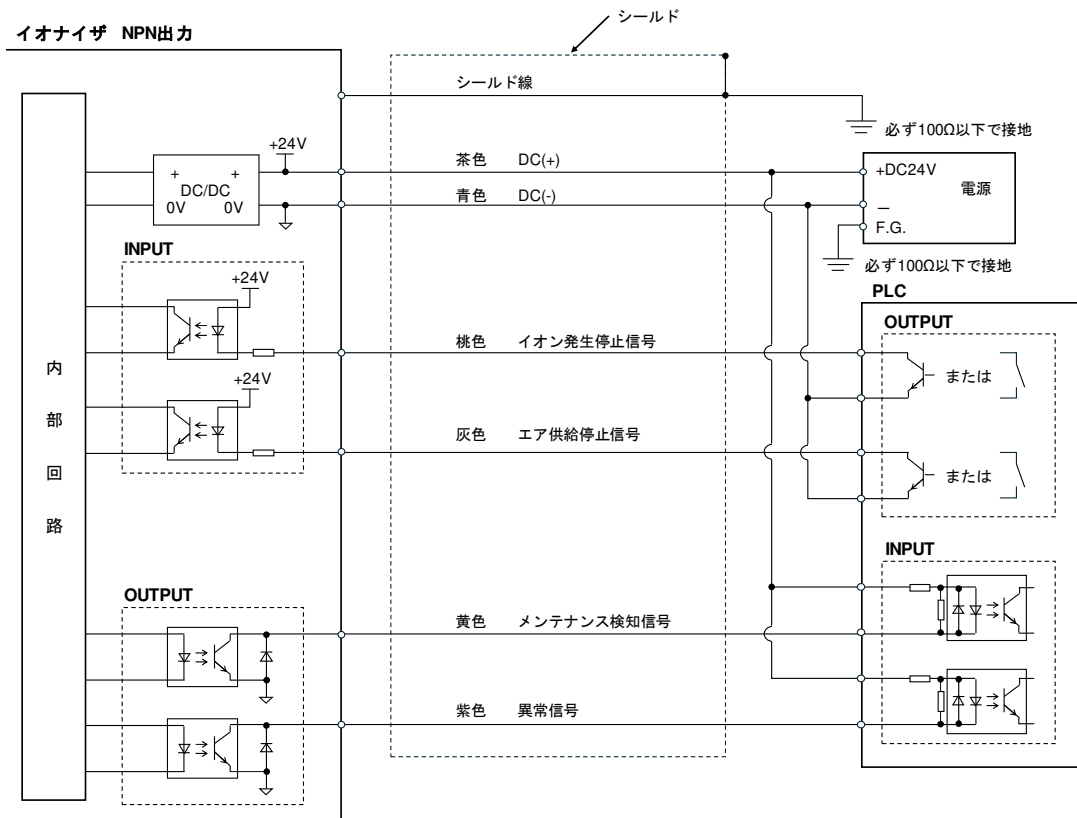 シールド
イオナイザ NPN出力
シールド線
必ず100Ω以下で接地
+24V
茶色 DC(+)
+DC24V
+ +
DC/DC
0V 0V
電源
青色 DC(-)
－
F.G.
必ず100Ω以下で接地
INPUT
+24V
PLC
OUTPUT
桃色 イオン発生停止信号
または
+24V
灰色 エア供給停止信号
または
内部回路
INPUT
OUTPUT
黄色 メンテナンス検知信号
紫色 異常信号